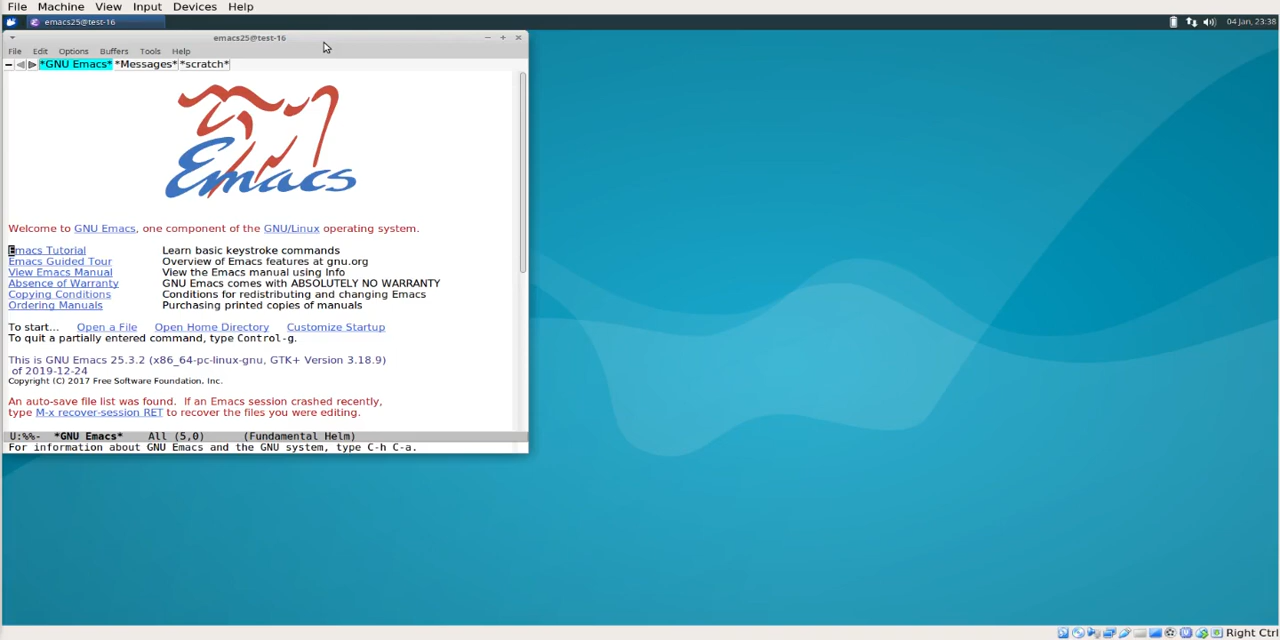 File Machine View Input Devices Help
emacs25@test-16
04 Jan, 23:38
emacs25@test-16
File Edit Options Buffers Tools Help
*GNU Emacs* *Messages* *scratch*
Emacs
Welcome to GNU Emacs, one component of the GNU/Linux operating system.
Emacs Tutorial Learn basic keystroke commands
Emacs Guided Tour Overview of Emacs features at gnu.org
View Emacs Manual View the Emacs manual using Info
Absence of Warranty GNU Emacs comes with ABSOLUTELY NO WARRANTY
Copying Conditions Conditions for redistributing and changing Emacs
Ordering Manuals Purchasing printed copies of manuals
To start... Open a File Open Home Directory Customize Startup
To quit a partially entered command, type Control-g.
This is GNU Emacs 25.3.2 (x86_64-pc-linux-gnu, GTK+ Version 3.18.9)
of 2019-12-24
Copyright (C) 2017 Free Software Foundation, Inc.
An auto-save file list was found. If an Emacs session crashed recently,
type M-x recover-session RET to recover the files you were editing.
U:%%- *GNU Emacs* All (5,0) (Fundamental Helm)
For information about GNU Emacs and the GNU system, type C-h C-a.
Right Ctrl